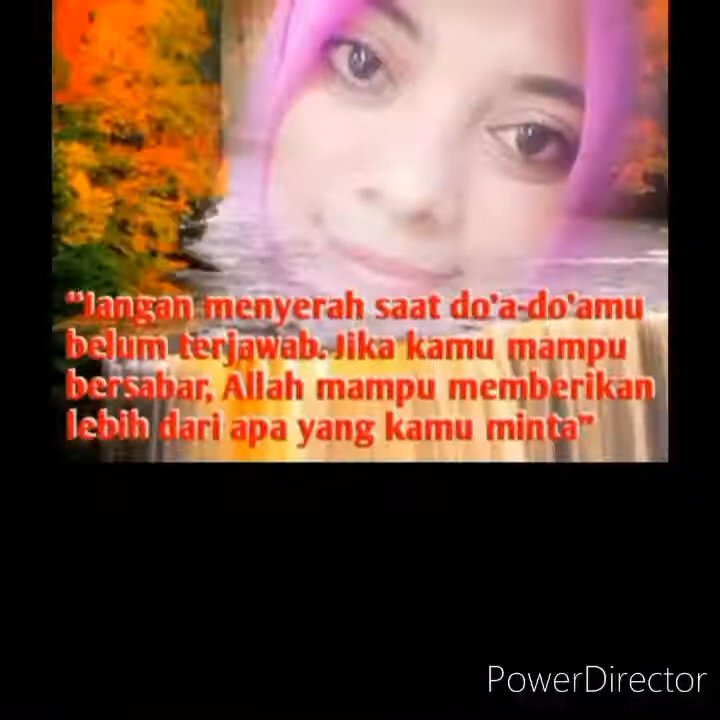 “Jangan menyerah saat do'a-do'amu
belum terjawab. Jika kamu mampu
bersabar, Allah mampu memberikan
lebih dari apa yang kamu minta”
PowerDirector